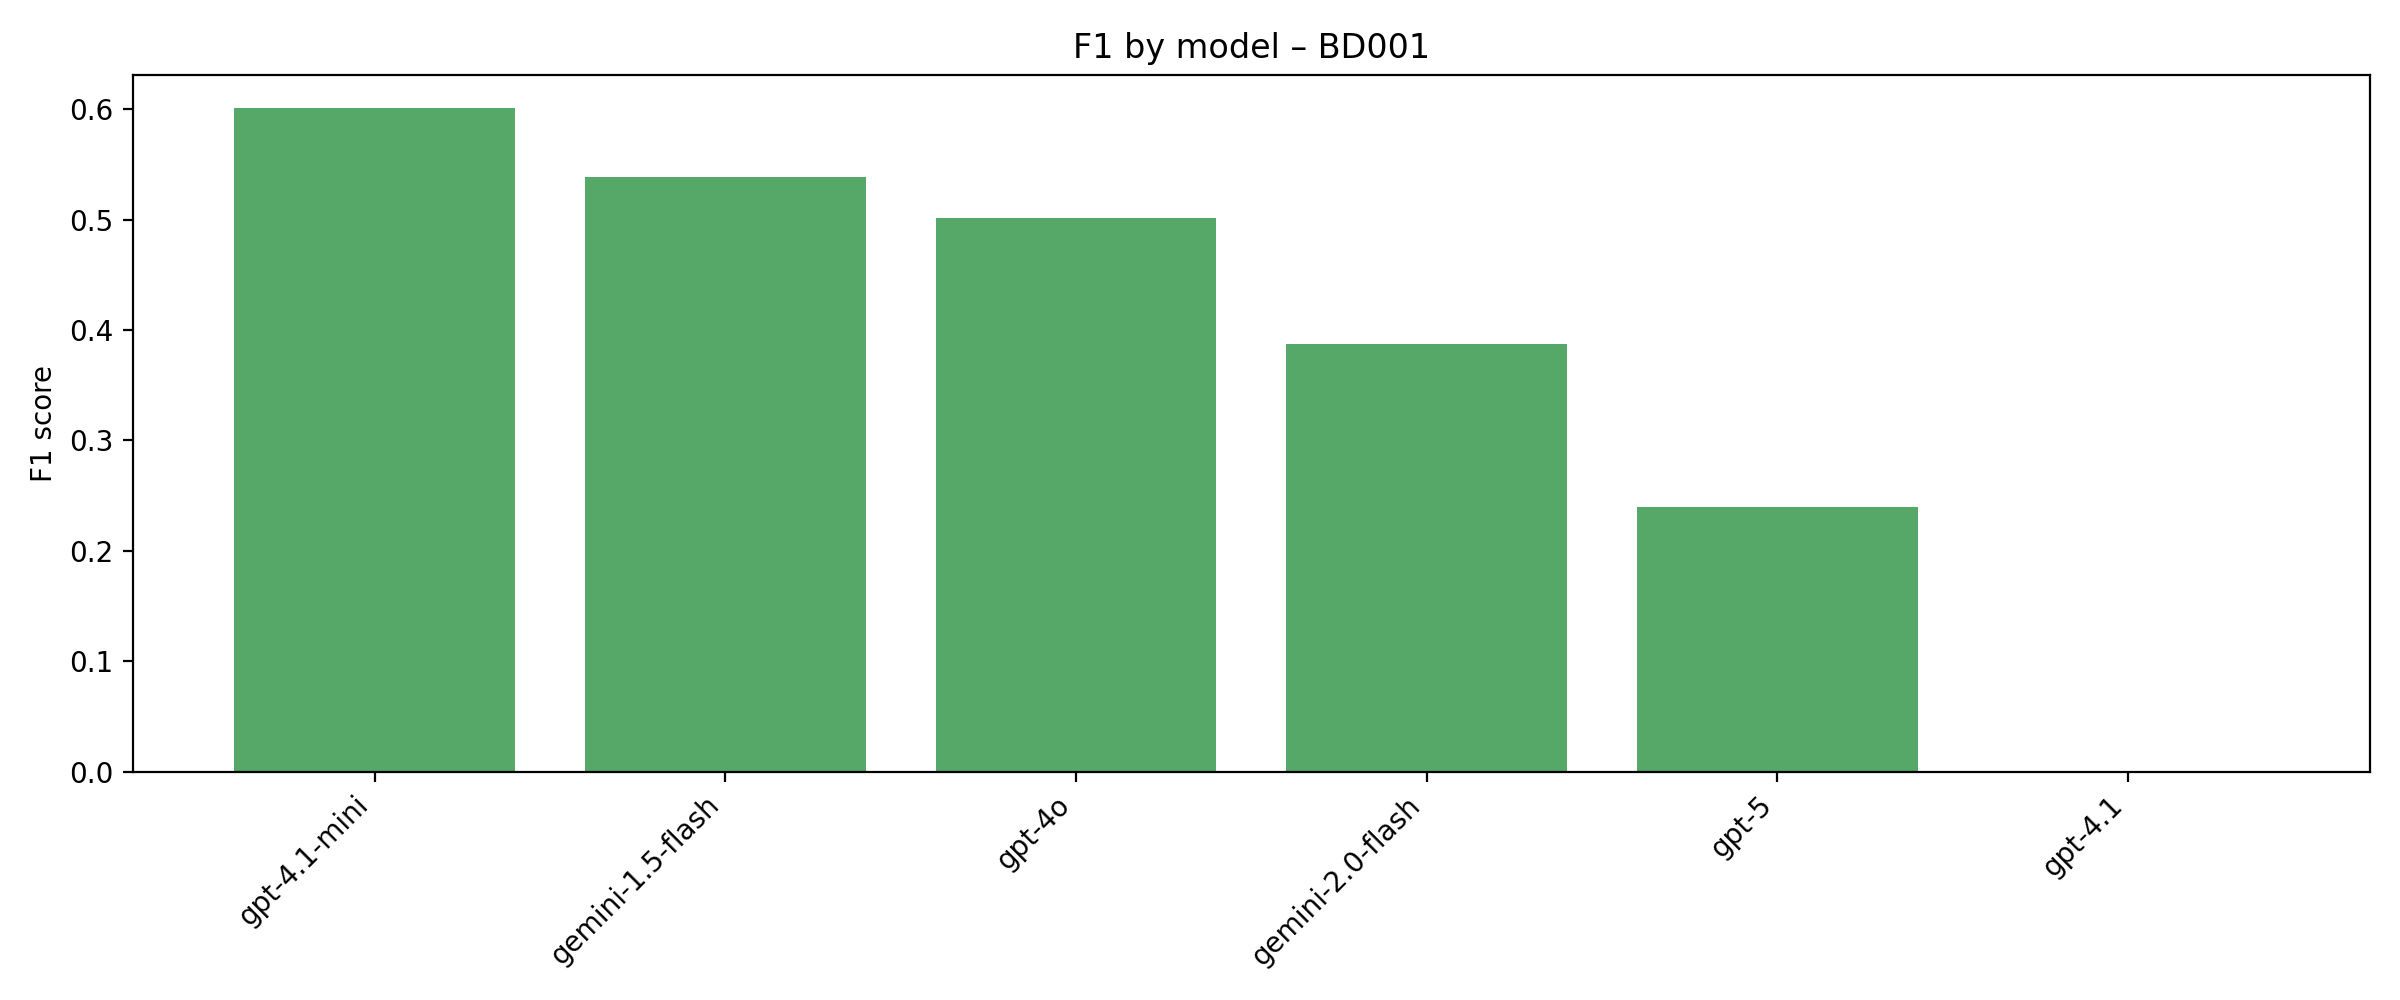 F1 by model – BD001
F1 score
0.6
0.5
0.4
0.3
0.2
0.1
0.0
gpt-4.1-mini
gemini-1.5-flash
gpt-4o
gemini-2.0-flash
gpt-5
gpt-4.1